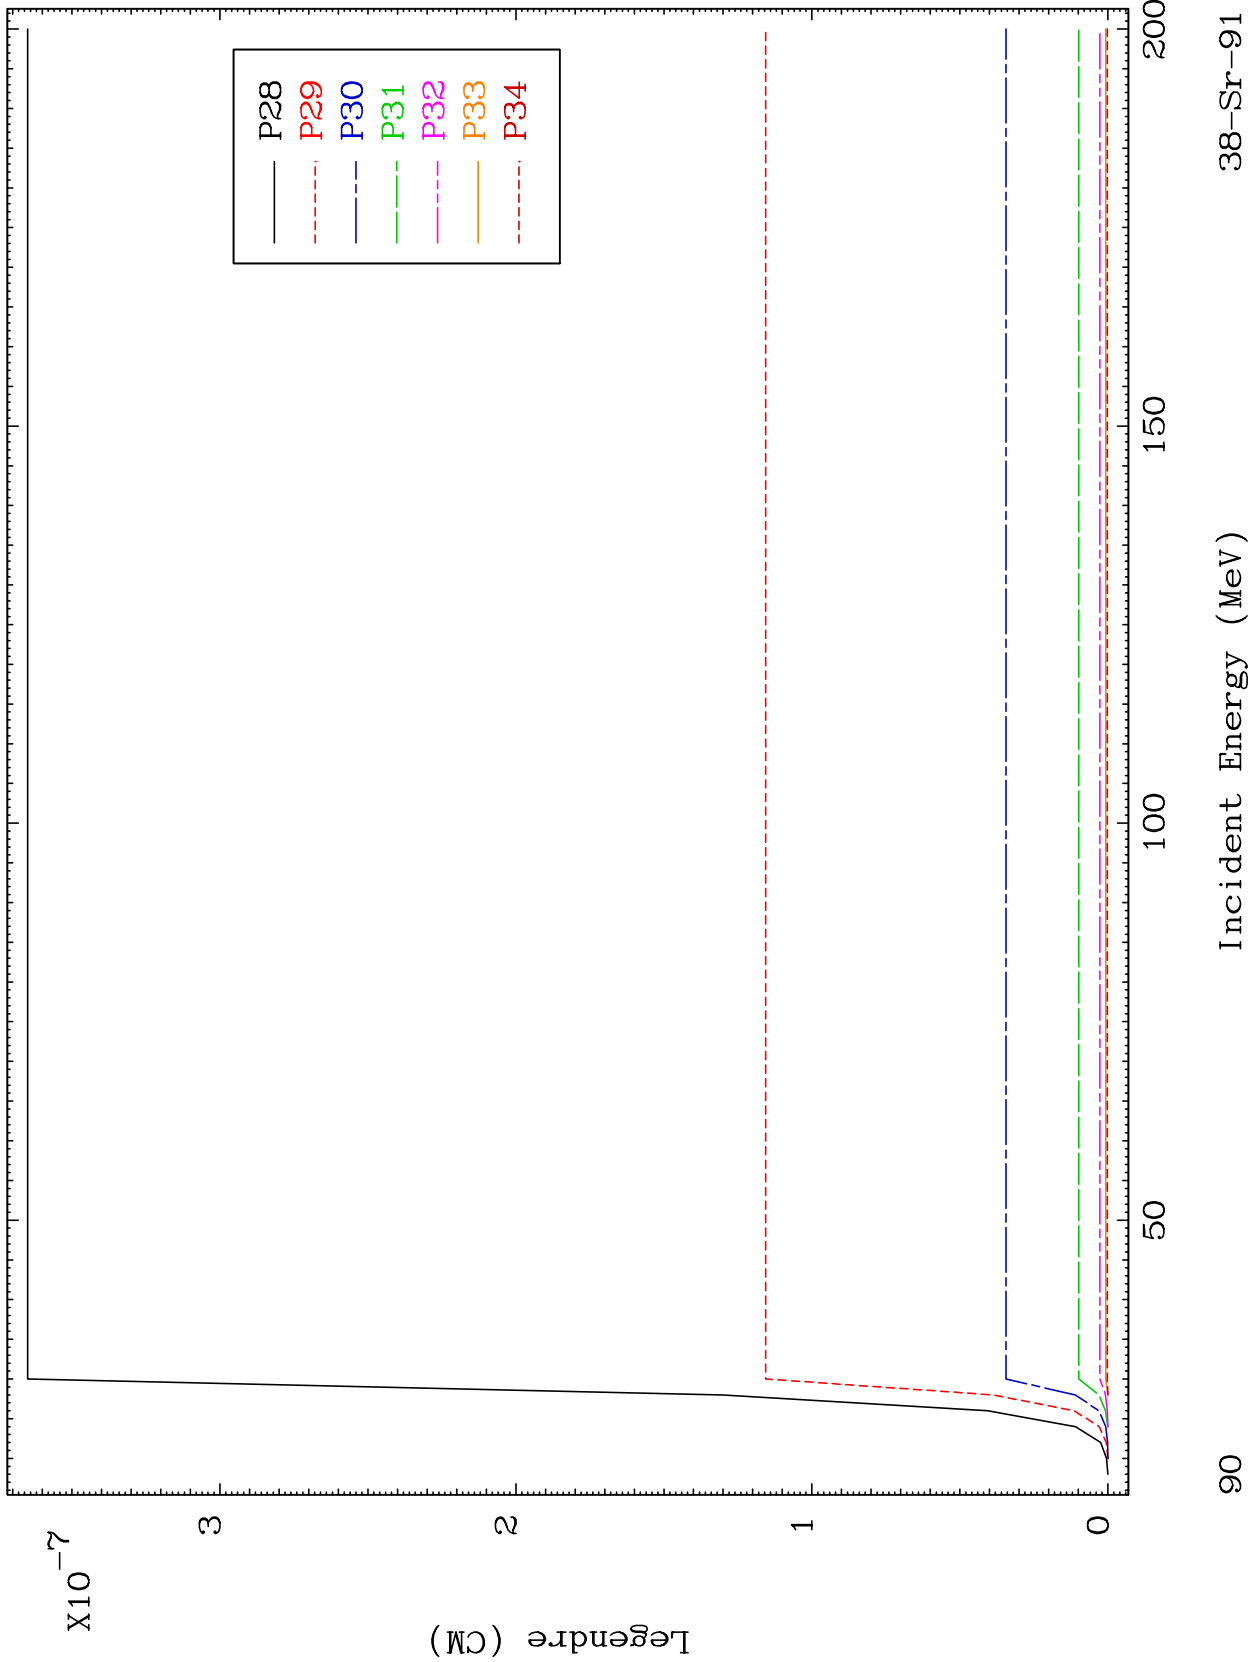 X10-7
3
2
1
0
Legendre (CM)
P28
P29
P30
P31
P32
P33
P34
50
100
150
200
Incident Energy (MeV)
90
38-Sr-91